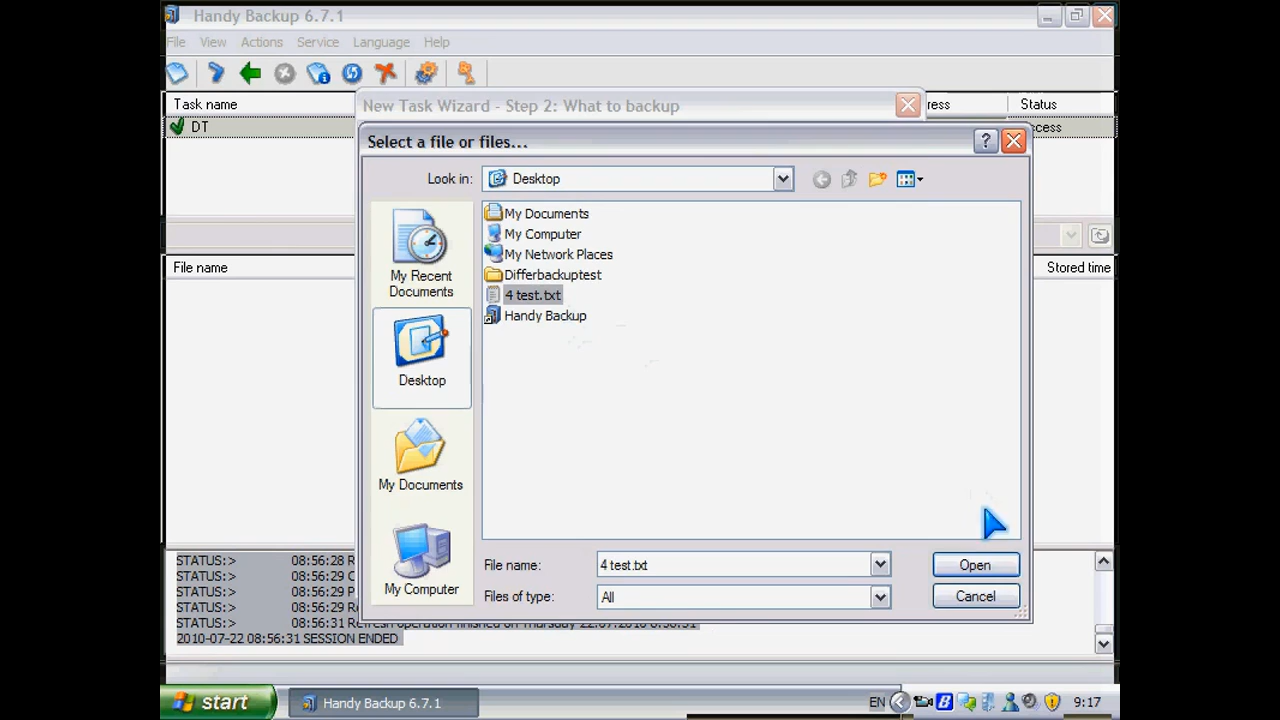 Handy Backup 6.7.1
File View Actions Service Language Help
Task name Status
DT
New Task Wizard - Step 2: What to backup
Select a file or files...
Look in: Desktop
My Recent Documents
Desktop
My Documents
My Computer
My Documents
My Computer
My Network Places
Differbackuptest
4 test.txt
Handy Backup
File name: 4 test.txt Open
Files of type: All Cancel
File name Stored time
STATUS:> 08:56:28
STATUS:> 08:56:29
STATUS:> 08:56:29
STATUS:> 08:56:29
STATUS:> 08:56:31
2010-07-22 08:56:31 SESSION ENDED
start Handy Backup 6.7.1 EN 9:17